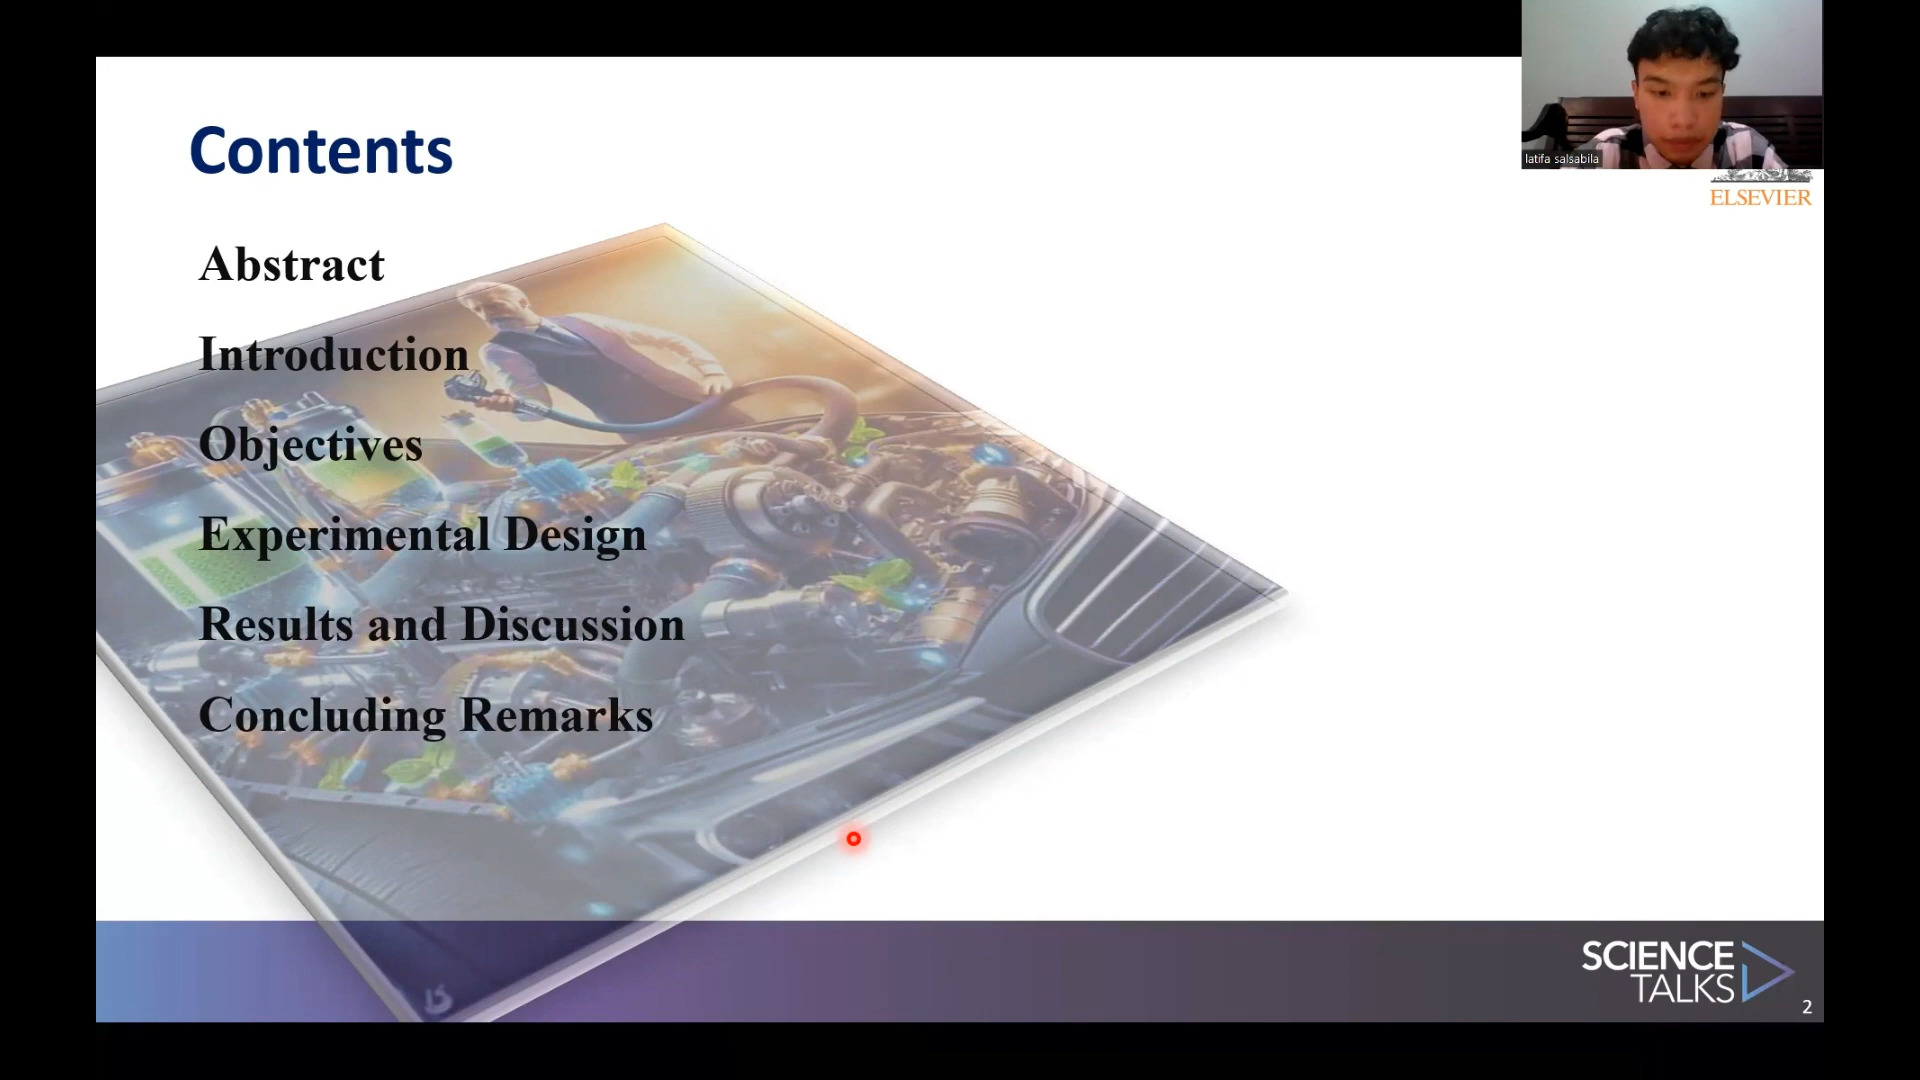 Contents
latifa salsabila
ELSEVIER
Abstract
Introduction
Objectives
Experimental Design
Results and Discussion
Concluding Remarks
SCIENCE
TALKS
2